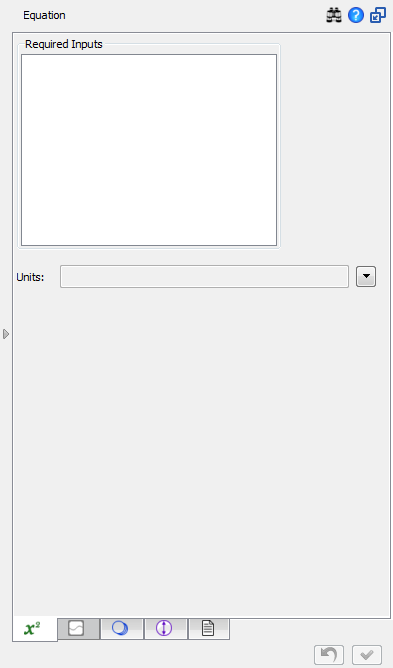 Equation
?
Required Inputs
Units:
x²